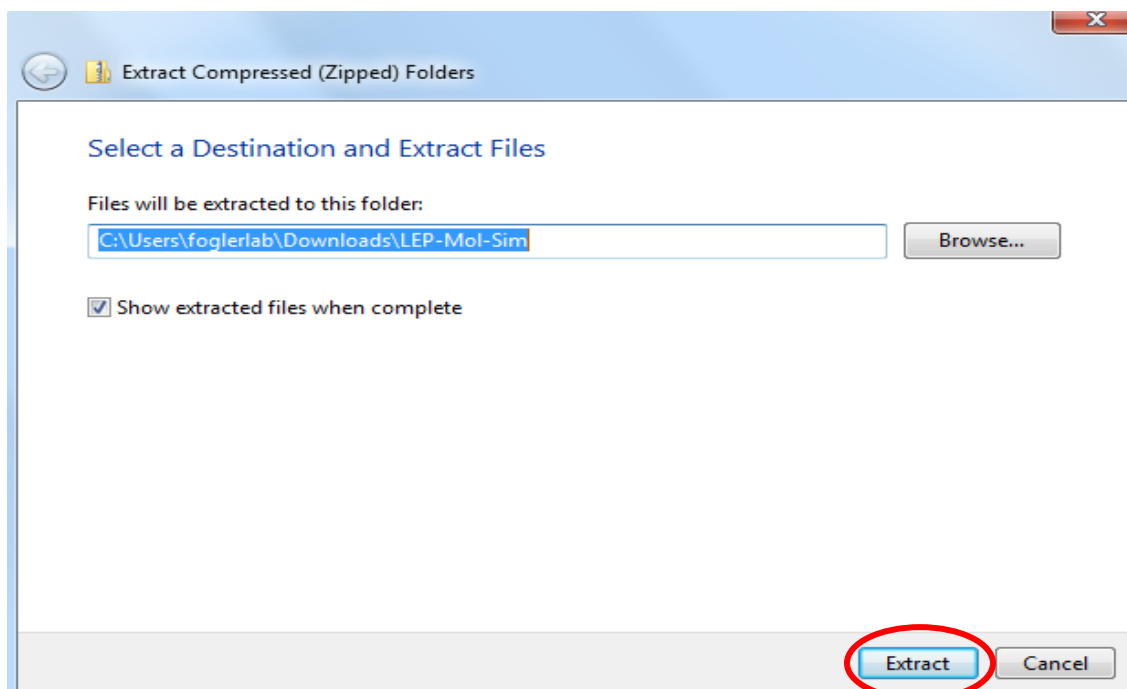 Extract Compressed (Zipped) Folders
Select a Destination and Extract Files
Files will be extracted to this folder:
C:\Users\foglerlab\Downloads\LEP-Mol-Sim
Browse...
Show extracted files when complete
Extract
Cancel